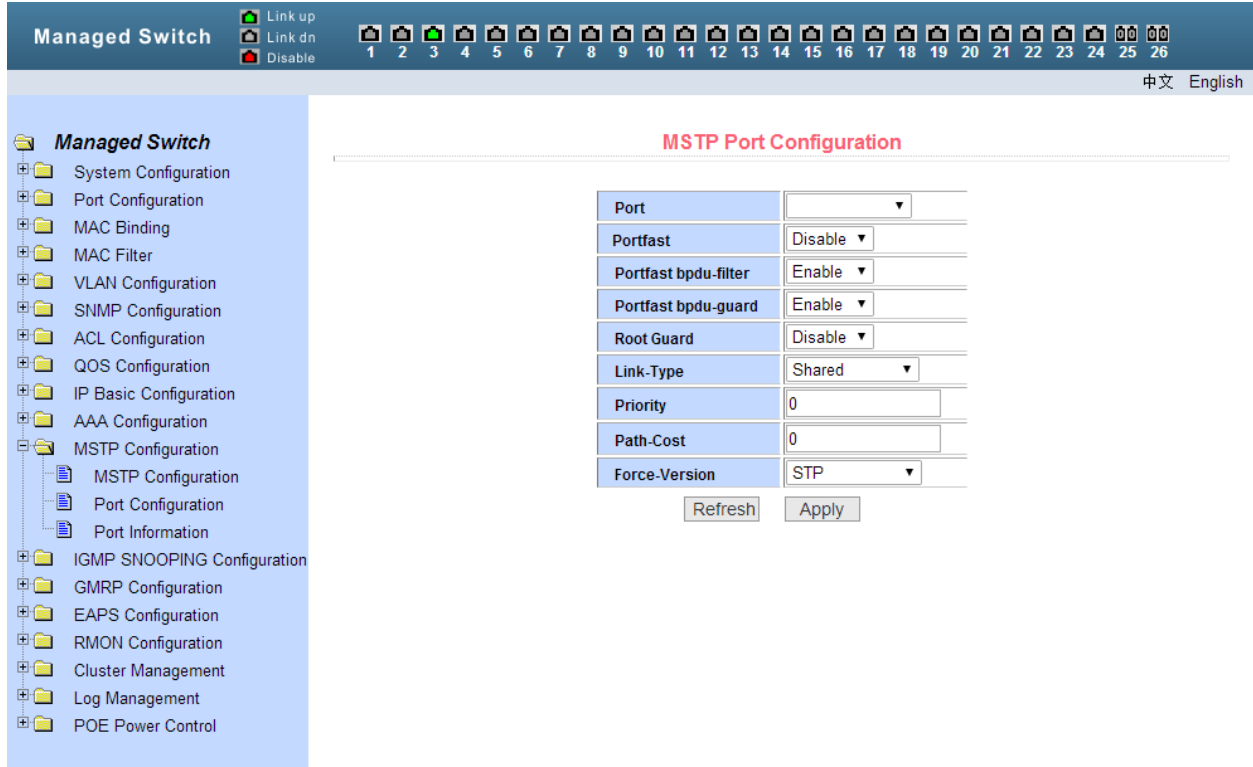 Managed Switch
Link up
Link dn
Disable
1 2 3 4 5 6 7 8 9 10 11 12 13 14 15 16 17 18 19 20 21 22 23 24 25 26
中文 English
Managed Switch
System Configuration
Port Configuration
MAC Binding
MAC Filter
VLAN Configuration
SNMP Configuration
ACL Configuration
QOS Configuration
IP Basic Configuration
AAA Configuration
MSTP Configuration
MSTP Configuration
Port Configuration
Port Information
IGMP SNOOPING Configuration
GMRP Configuration
EAPS Configuration
RMON Configuration
Cluster Management
Log Management
POE Power Control
MSTP Port Configuration
Port
Portfast Disable
Portfast bpdu-filter Enable
Portfast bpdu-guard Enable
Root Guard Disable
Link-Type Shared
Priority 0
Path-Cost 0
Force-Version STP
Refresh Apply